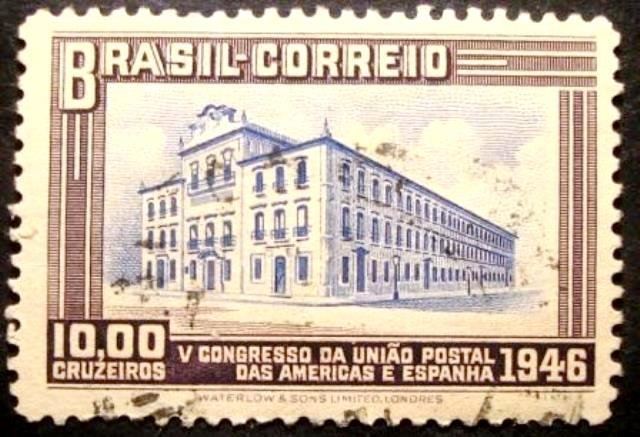 BRASIL-CORREIO
10,00
CRUZEIROS
V CONGRESSO DA UNIÃO POSTAL
DAS AMERICAS E ESPANHA
1946
WATERLOW & SONS LIMITED, LONDRES